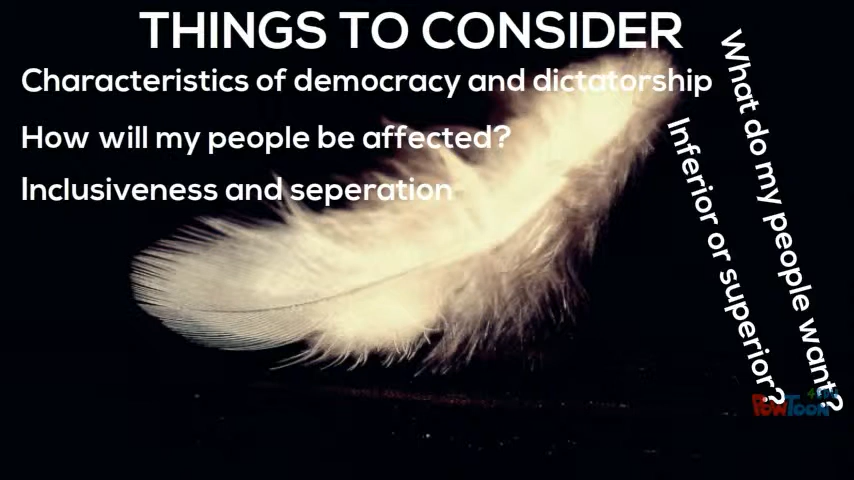 THINGS TO CONSIDER
Characteristics of democracy and dictatorship
How will my people be affected?
Inclusiveness and seperation
Inferior or superior?
What do my people want?
PowToon